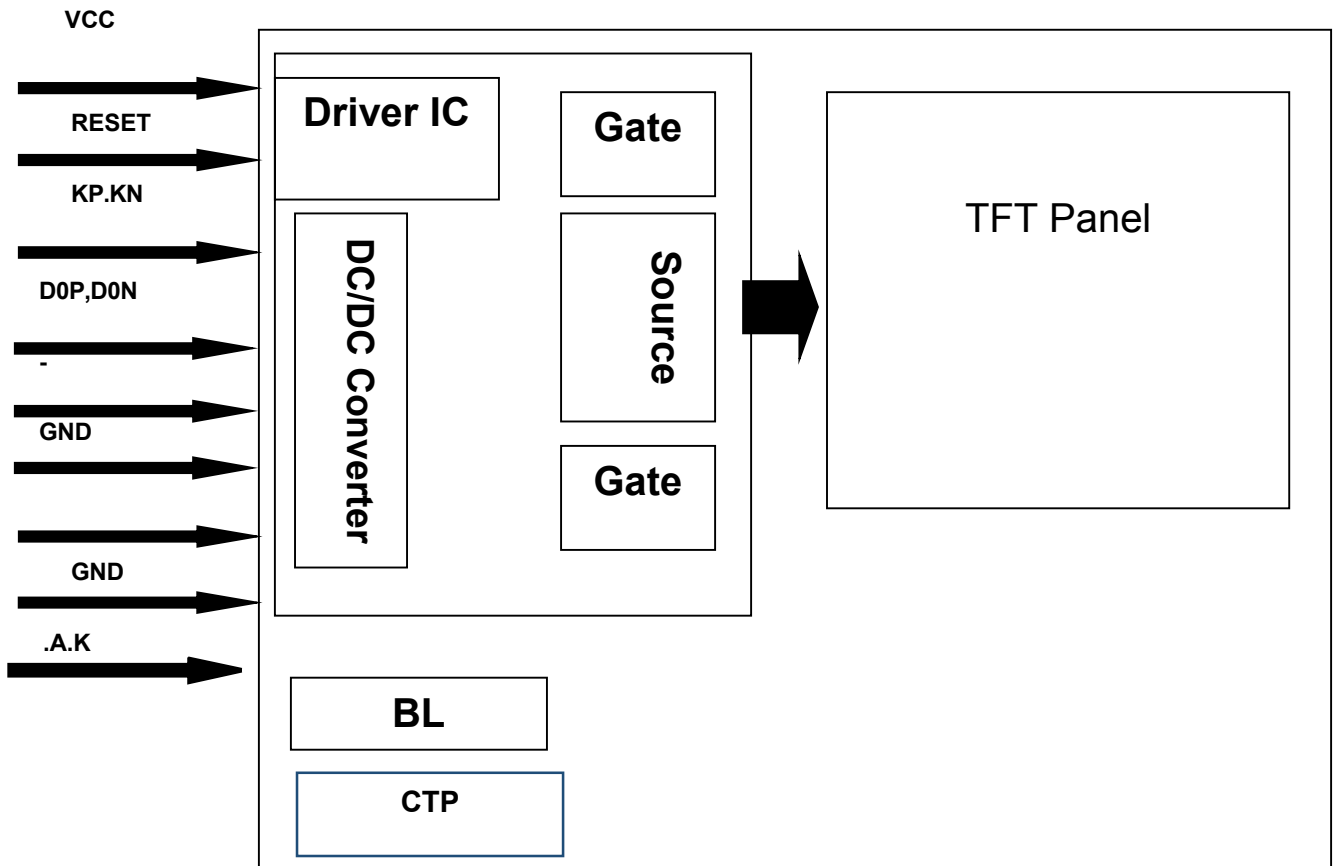 VCC
RESET
KP.KN
D0P,D0N
-
GND
GND
.A.K
Driver IC
DC/DC Converter
Gate
Source
Gate
TFT Panel
BL
CTP